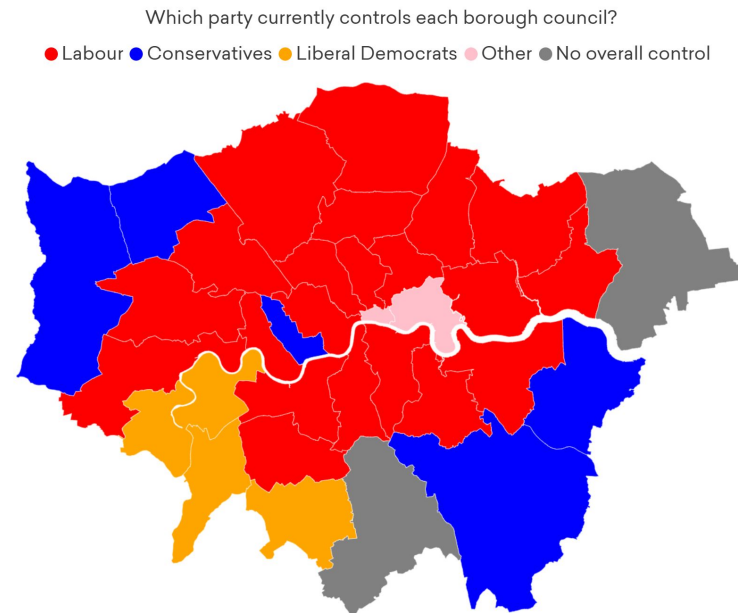 Which party currently controls each borough council?
Labour Conservatives Liberal Democrats Other No overall control